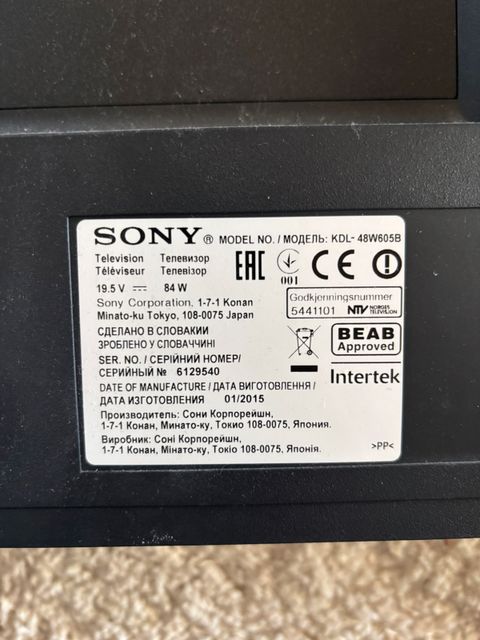 SONY® MODEL NO. / МОДЕЛЬ: KDL- 48W605B
Television Телевизор
Téléviseur Телевізор
19.5 V ⎓ 84 W
EAC
001
CE
Sony Corporation, 1-7-1 Konan
Minato-ku Tokyo, 108-0075 Japan
Godkjenningsnummer
5441101 NTV NORGES TELEVISJON
СДЕЛАНО В СЛОВАКИИ
ЗРОБЛЕНО У СЛОВАЧЧИНІ
BEAB
Approved
SER. NO. / СЕРІЙНИЙ НОМЕР/
СЕРИЙНЫЙ № 6129540
Intertek
DATE OF MANUFACTURE / ДАТА ВИГОТОВЛЕННЯ /
ДАТА ИЗГОТОВЛЕНИЯ 01/2015
Производитель: Сони Корпорейшн,
1-7-1 Конан, Минато-ку, Токио 108-0075, Япония.
Виробник: Соні Корпорейшн,
1-7-1 Конан, Мінато-ку, Токіо 108-0075, Японія.
>PP<